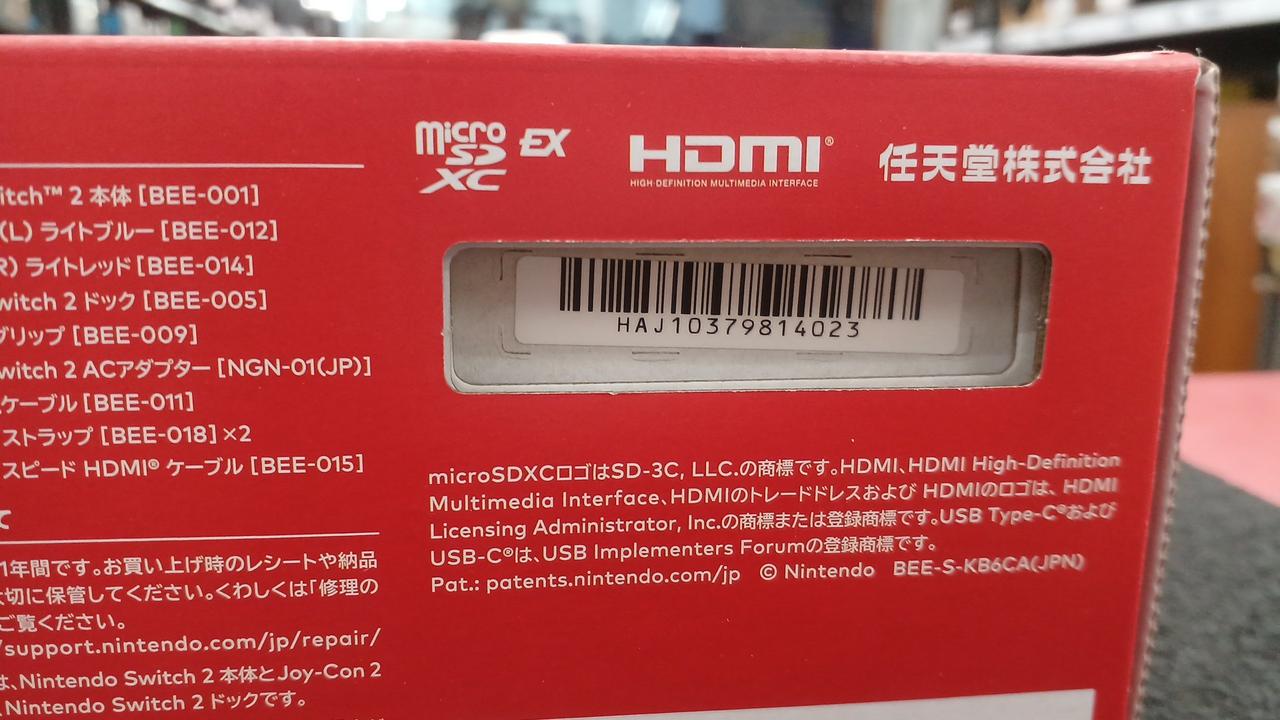 itch™ 2 本体 [BEE-001]
(L) ライトブルー [BEE-012]
R) ライトレッド [BEE-014]
witch 2 ドック [BEE-005]
グリップ [BEE-009]
witch 2 ACアダプター [NGN-01(JP)]
ケーブル [BEE-011]
ストラップ [BEE-018]×2
スピード HDMI® ケーブル [BEE-015]
て
1年間です。お買い上げ時のレシートや納品
大切に保管してください。くわしくは「修理の
ご覧ください。
/support.nintendo.com/jp/repair/
は、Nintendo Switch 2 本体とJoy-Con 2
Nintendo Switch 2 ドックです。
micro SD XC EX
HDMI®
HIGH-DEFINITION MULTIMEDIA INTERFACE
任天堂株式会社
HAJ10379814023
microSDXCロゴはSD-3C, LLC.の商標です。HDMI、HDMI High-Definition
Multimedia Interface、HDMIのトレードドレスおよび HDMIのロゴは、HDMI
Licensing Administrator, Inc.の商標または登録商標です。USB Type-C®および
USB-C®は、USB Implementers Forumの登録商標です。
Pat.: patents.nintendo.com/jp © Nintendo BEE-S-KB6CA(JPN)